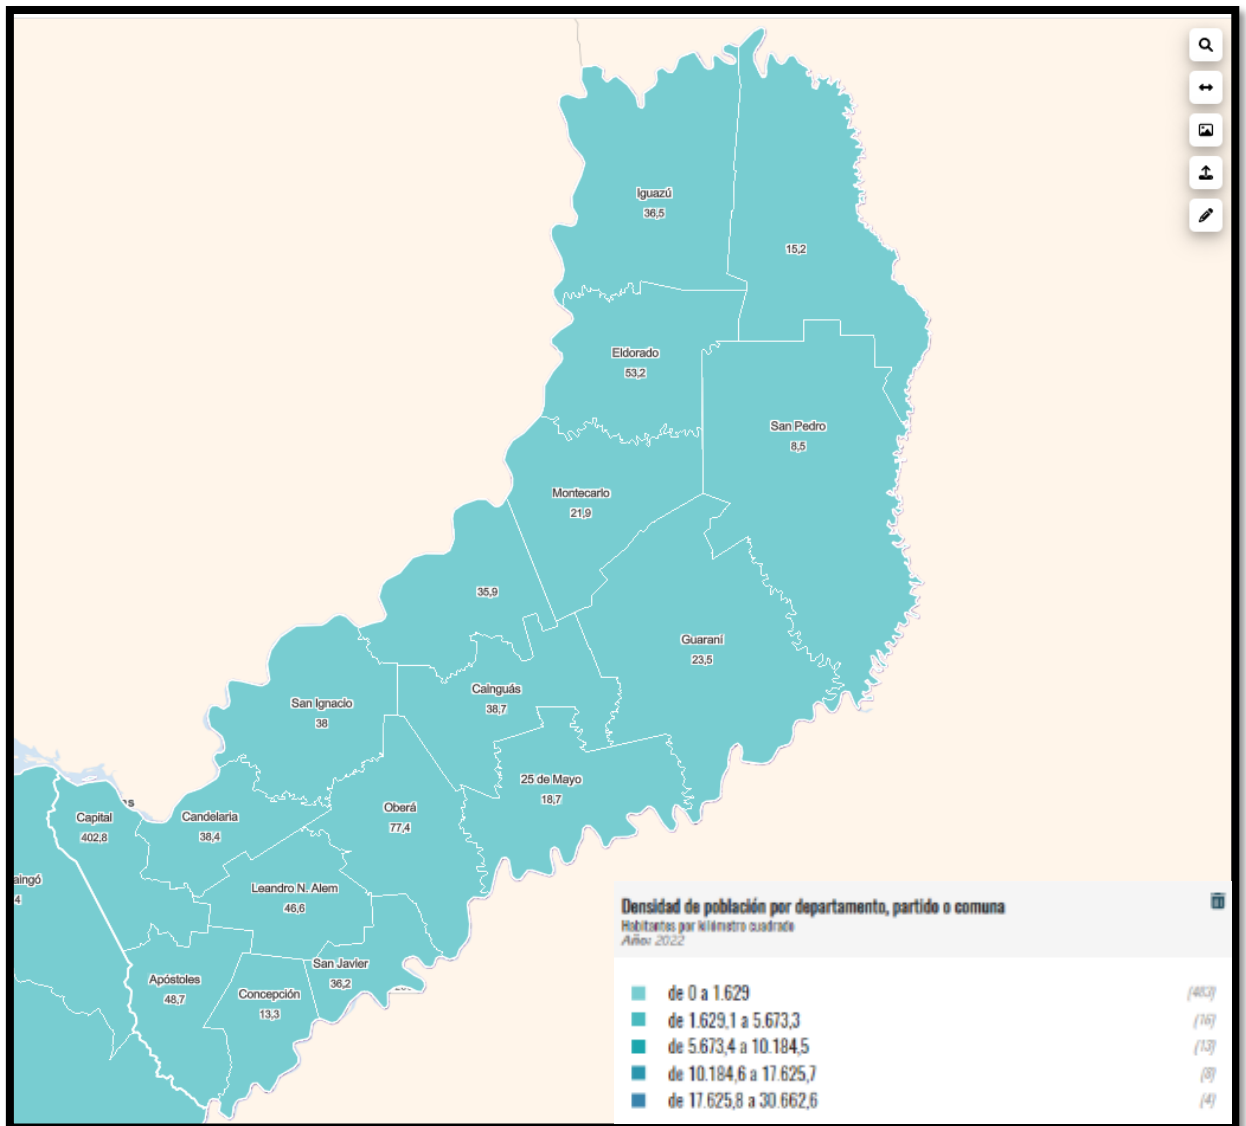 Iguazú
36,5
15,2
Eldorado
53,2
San Pedro
8,5
Montecarlo
21,9
35,9
Guaraní
23,5
Cainguás
38,7
San Ignacio
38
25 de Mayo
18,7
Oberá
77,4
Capital
402,8
as
Candelaria
38,4
aingó
4
Leandro N. Alem
46,6
San Javier
36,2
Apóstoles
48,7
Concepción
13,3
Densidad de población por departamento, partido o comuna
Habitantes por kilómetro cuadrado
Año: 2022
de 0 a 1.629 (483)
de 1.629,1 a 5.673,3 (16)
de 5.673,4 a 10.184,5 (13)
de 10.184,6 a 17.625,7 (8)
de 17.625,8 a 30.662,6 (4)